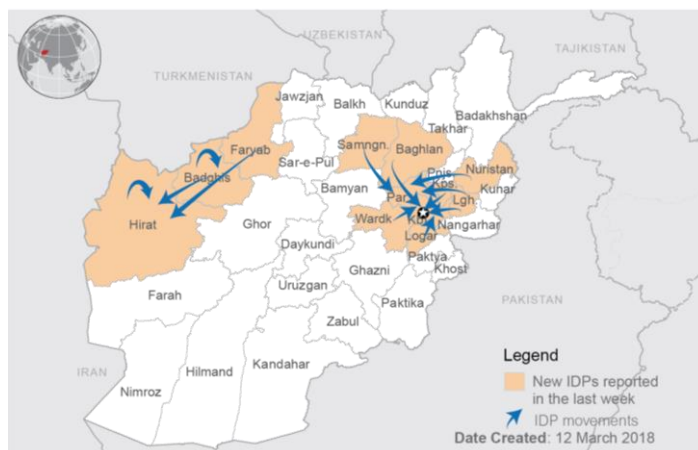 UZBEKISTAN
TAJIKISTAN
TURKMENISTAN
Jawzjan
Balkh
Kunduz
Badakhshan
Takhar
Faryab
Samngn.
Baghlan
Sar-e-Pul
Badghis
Nuristan
Pnjs.
Kps.
Kunar
Bamyan
Par.
Lgh.
Hirat
Wardk
Kbl.
Nangarhar
Ghor
Logar
Daykundi
Paktya
Khost
Ghazni
Uruzgan
Farah
Paktika
Zabul
PAKISTAN
IRAN
Nimroz
Hilmand
Kandahar
Legend
New IDPs reported
in the last week
IDP movements
Date Created: 12 March 2018